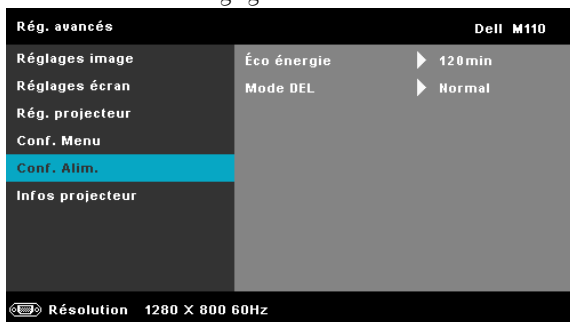 Rég. avancés Dell M110
Réglages image
Réglages écran
Rég. projecteur
Conf. Menu
Conf. Alim.
Infos projecteur
Éco énergie 120min
Mode DEL Normal
Résolution 1280 X 800 60Hz